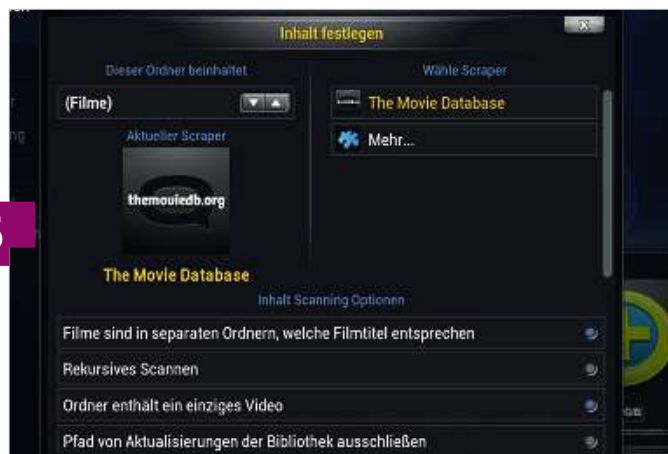 Inhalt festlegen
Dieser Ordner beinhaltet
Wähle Scraper
(Filme)
The Movie Database
Aktueller Scraper
Mehr...
themoviedb.org
The Movie Database
Inhalt Scanning Optionen
Filme sind in separaten Ordnern, welche Filmtitel entsprechen
Rekursives Scannen
Ordner enthält ein einziges Video
Pfad von Aktualisierungen der Bibliothek ausschließen